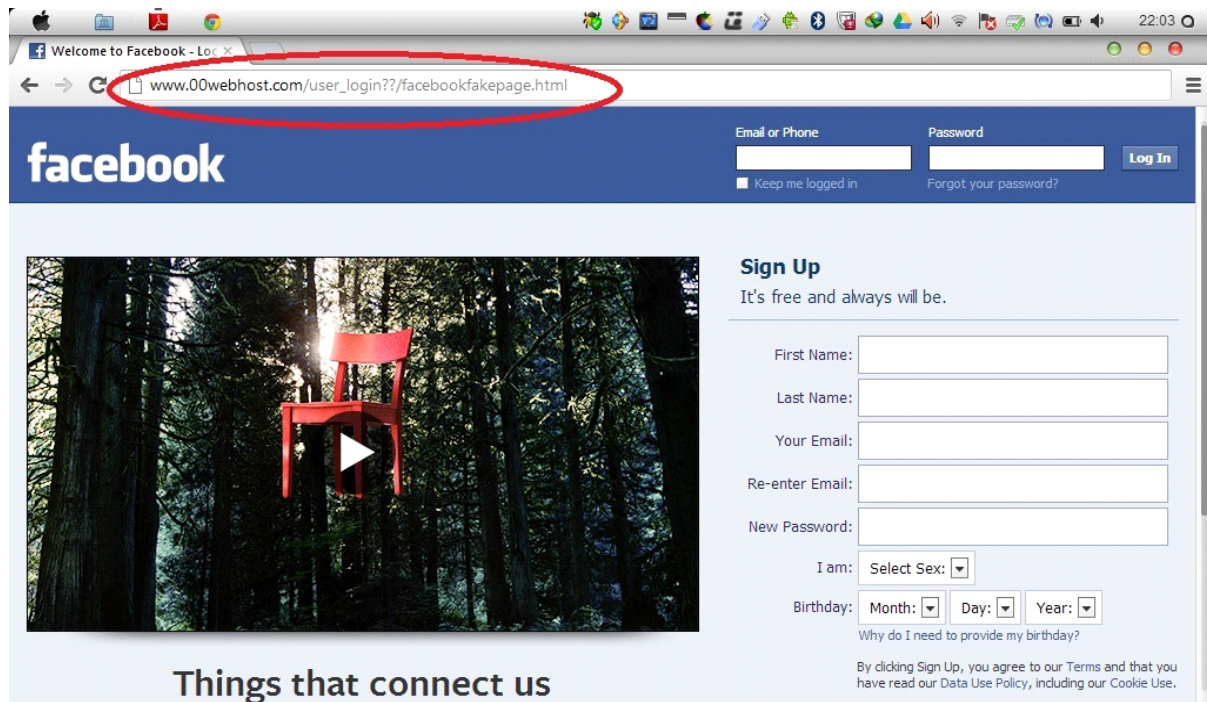 22:03
Welcome to Facebook - Log
www.00webhost.com/user_login??/facebookfakepage.html
facebook
Email or Phone
Password
Log In
Keep me logged in
Forgot your password?
Sign Up
It's free and always will be.
First Name:
Last Name:
Your Email:
Re-enter Email:
New Password:
I am: Select Sex:
Birthday: Month: Day: Year:
Why do I need to provide my birthday?
By clicking Sign Up, you agree to our Terms and that you
have read our Data Use Policy, including our Cookie Use.
Things that connect us